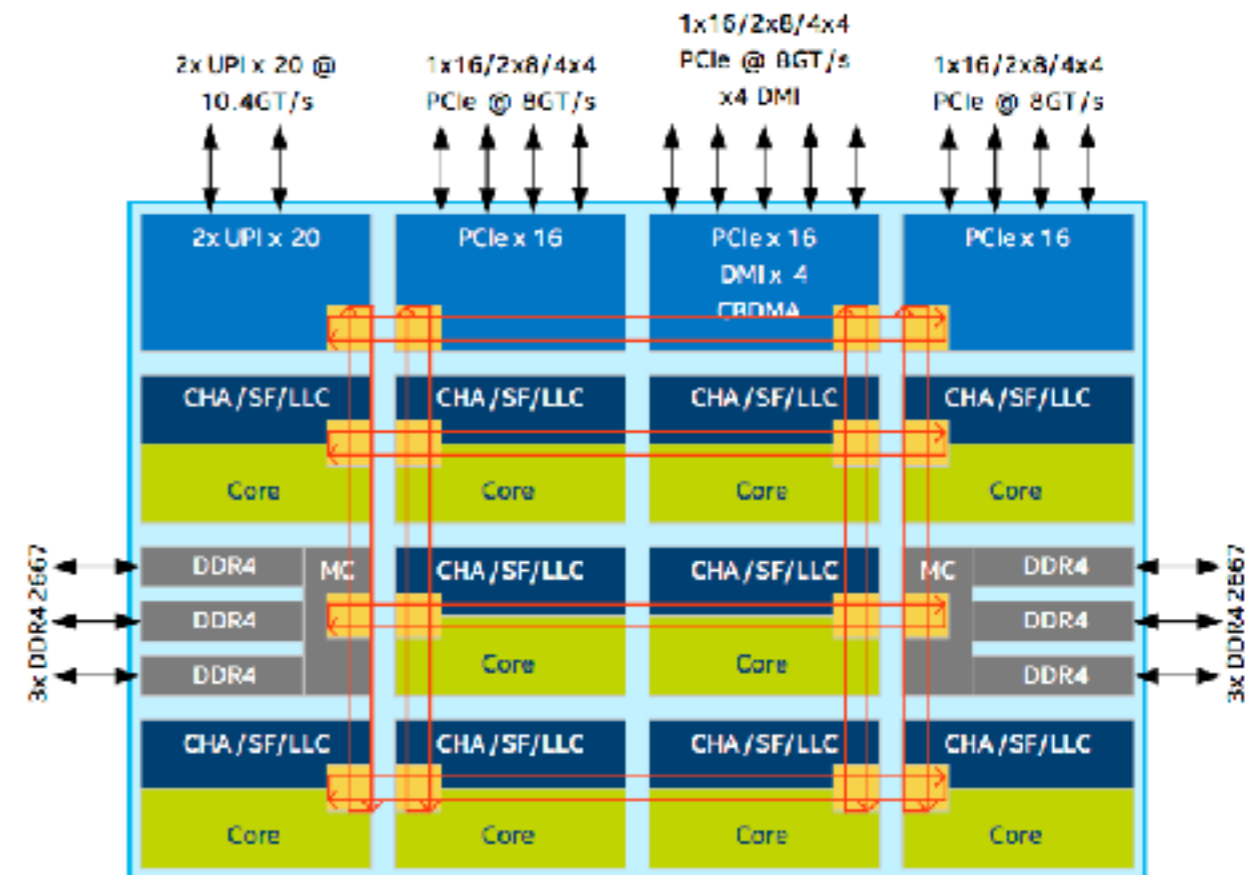 1x16/2x8/4x4
PCIe @ 8GT/s
x4 DMI
2x UPI x 20 @
10.4GT/s
1x16/2x8/4x4
PCIe @ 8GT/s
1x16/2x8/4x4
PCIe @ 8GT/s
2x UPI x 20
PCIe x 16
PCIe x 16
DMI x 4
CBDMA
PCIe x 16
CHA/SF/LLC
CHA/SF/LLC
CHA/SF/LLC
CHA/SF/LLC
Core
Core
Core
Core
3x DDR4 2667
DDR4
DDR4
DDR4
MC
CHA/SF/LLC
CHA/SF/LLC
Core
Core
MC
DDR4
DDR4
DDR4
3x DDR4 2667
CHA/SF/LLC
CHA/SF/LLC
CHA/SF/LLC
CHA/SF/LLC
Core
Core
Core
Core